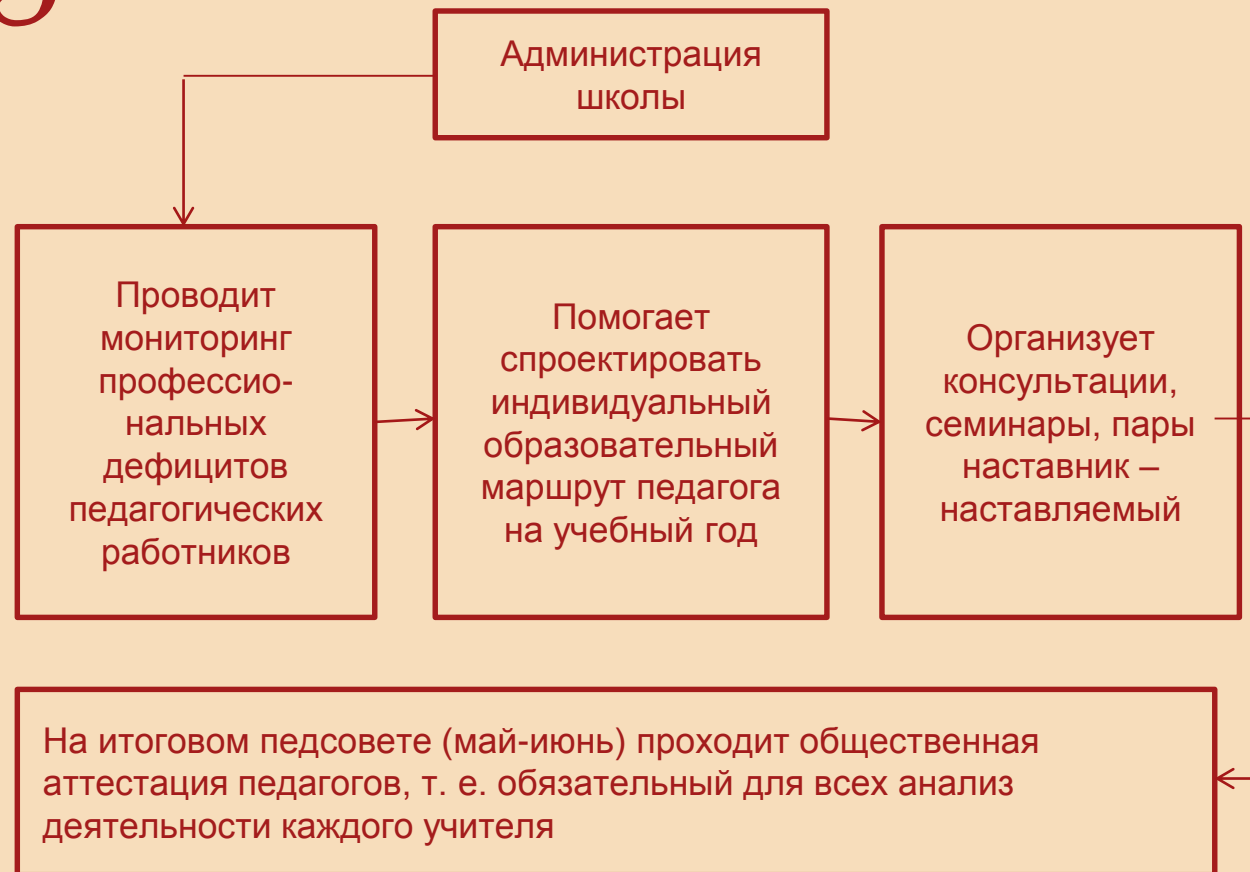 Администрация
школы
Проводит
мониторинг
профессио-
нальных
дефицитов
педагогических
работников
Помогает
спроектировать
индивидуальный
образовательный
маршрут педагога
на учебный год
Организует
консультации,
семинары, пары
наставник –
наставляемый
На итоговом педсовете (май-июнь) проходит общественная
аттестация педагогов, т. е. обязательный для всех анализ
деятельности каждого учителя